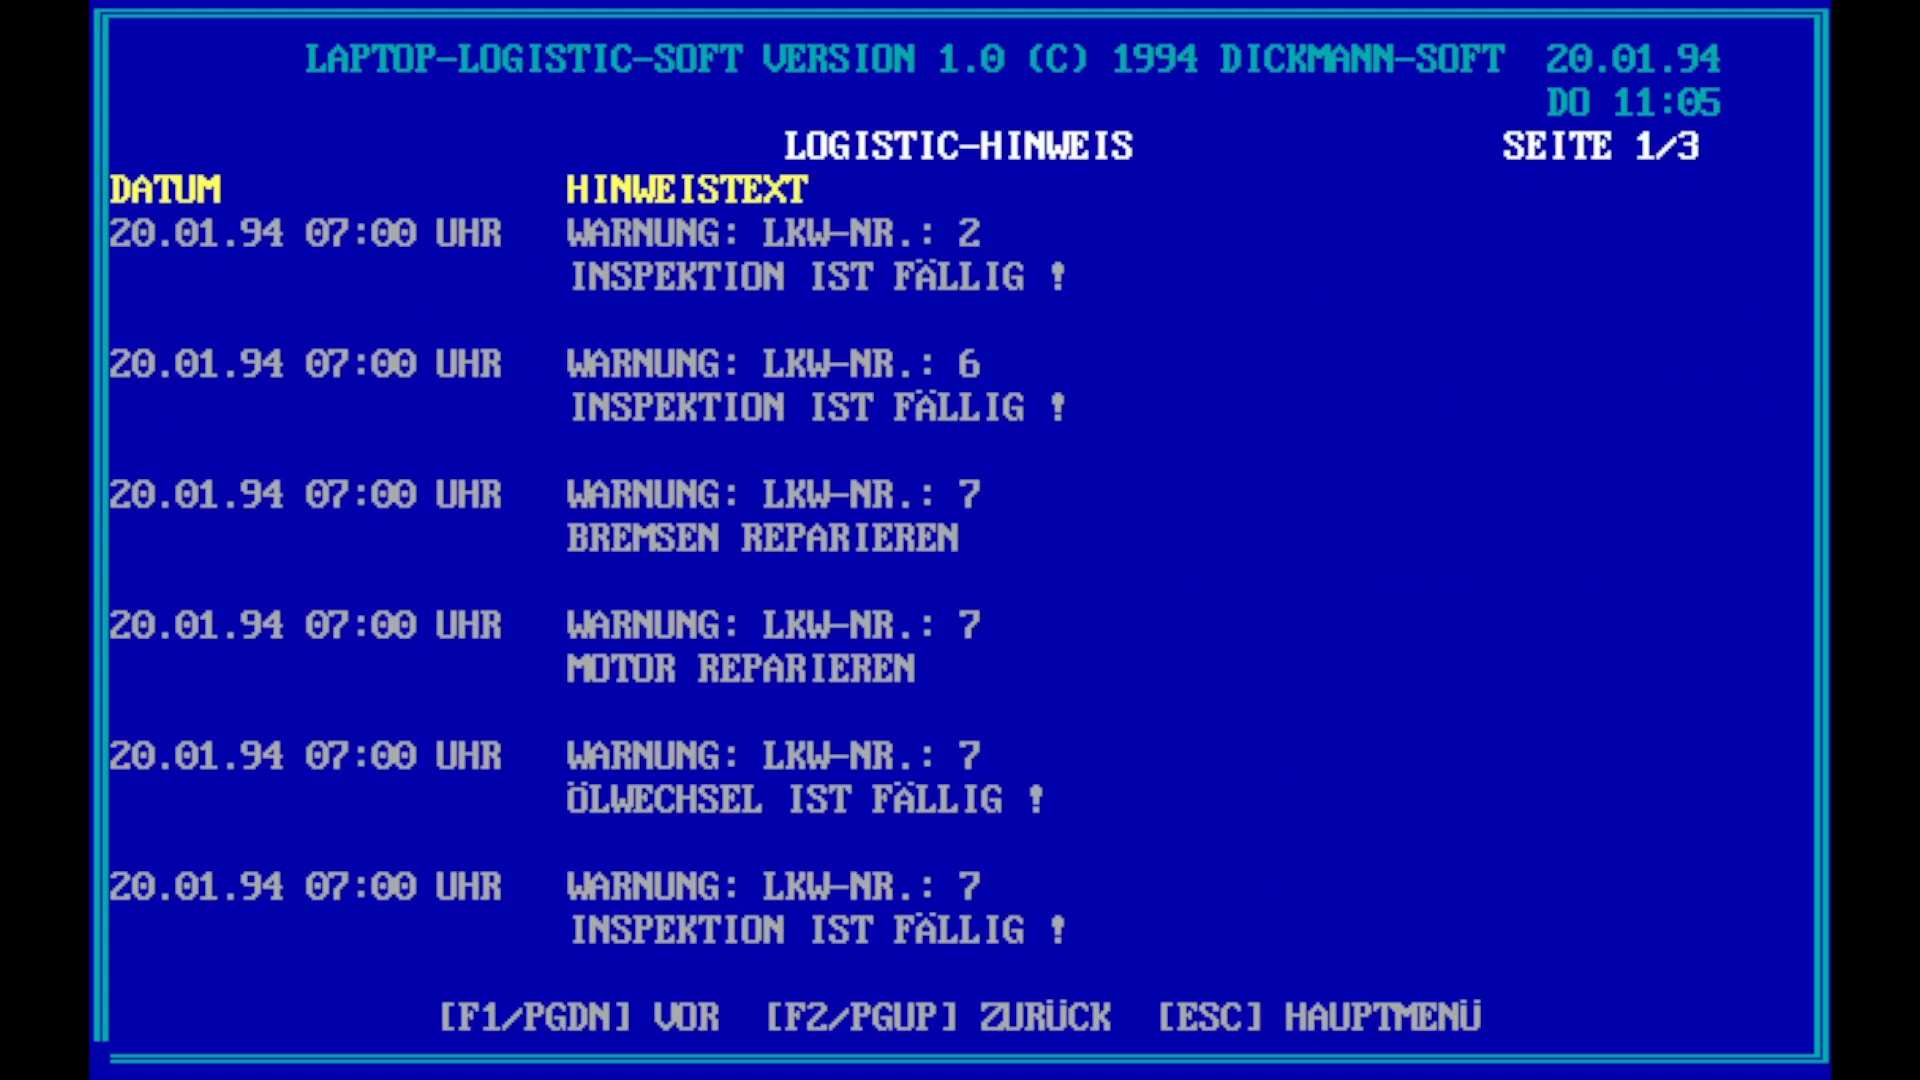 LAPTOP-LOGISTIC-SOFT VERSION 1.0 (C) 1994 DICKMANN-SOFT 20.01.94
DO 11:05
LOGISTIC-HINWEIS SEITE 1/3
DATUM HINWEISTEXT
20.01.94 07:00 UHR WARNUNG: LKW-NR.: 2
INSPEKTION IST FÄLLIG !
20.01.94 07:00 UHR WARNUNG: LKW-NR.: 6
INSPEKTION IST FÄLLIG !
20.01.94 07:00 UHR WARNUNG: LKW-NR.: 7
BREMSEN REPARIEREN
20.01.94 07:00 UHR WARNUNG: LKW-NR.: 7
MOTOR REPARIEREN
20.01.94 07:00 UHR WARNUNG: LKW-NR.: 7
ÖLWECHSEL IST FÄLLIG !
20.01.94 07:00 UHR WARNUNG: LKW-NR.: 7
INSPEKTION IST FÄLLIG !
[F1/PGDN] VOR [F2/PGUP] ZURÜCK [ESC] HAUPTMENÜ